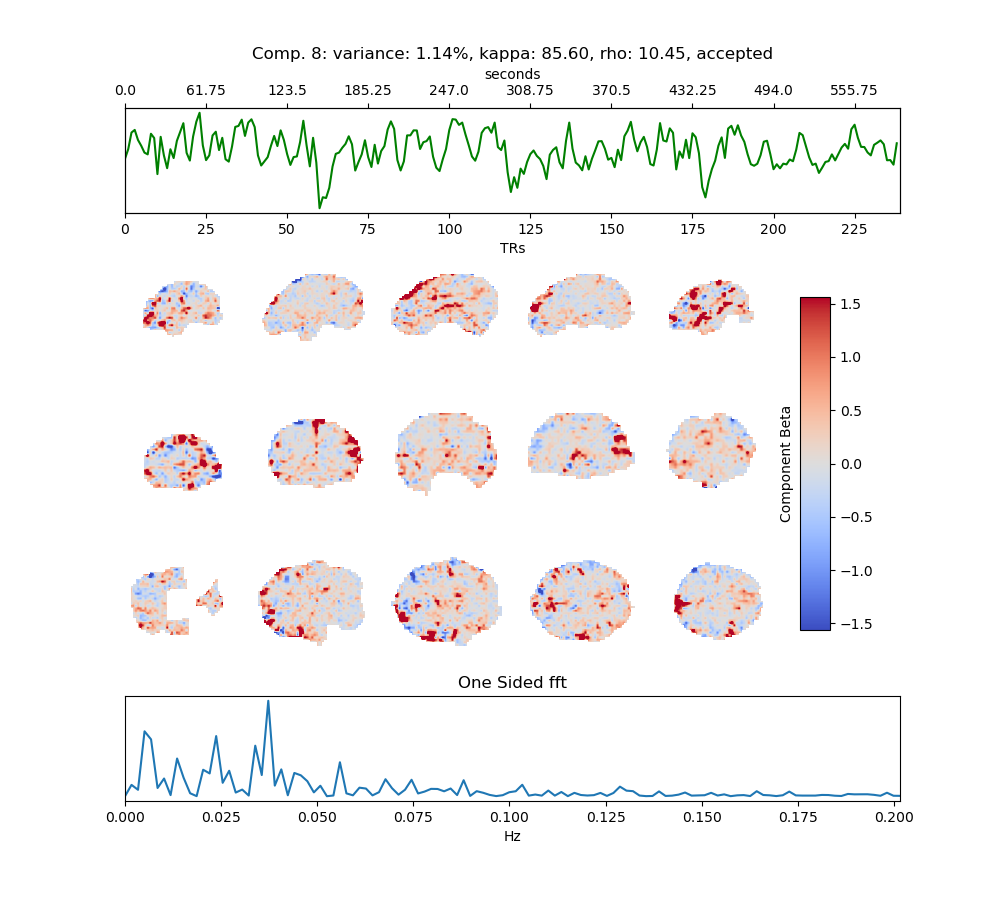 Comp. 8: variance: 1.14%, kappa: 85.60, rho: 10.45, accepted
seconds
0.0 61.75 123.5 185.25 247.0 308.75 370.5 432.25 494.0 555.75
0 25 50 75 100 125 150 175 200 225
TRs
1.5
1.0
0.5
0.0
−0.5
−1.0
−1.5
Component Beta
One Sided fft
0.000 0.025 0.050 0.075 0.100 0.125 0.150 0.175 0.200
Hz